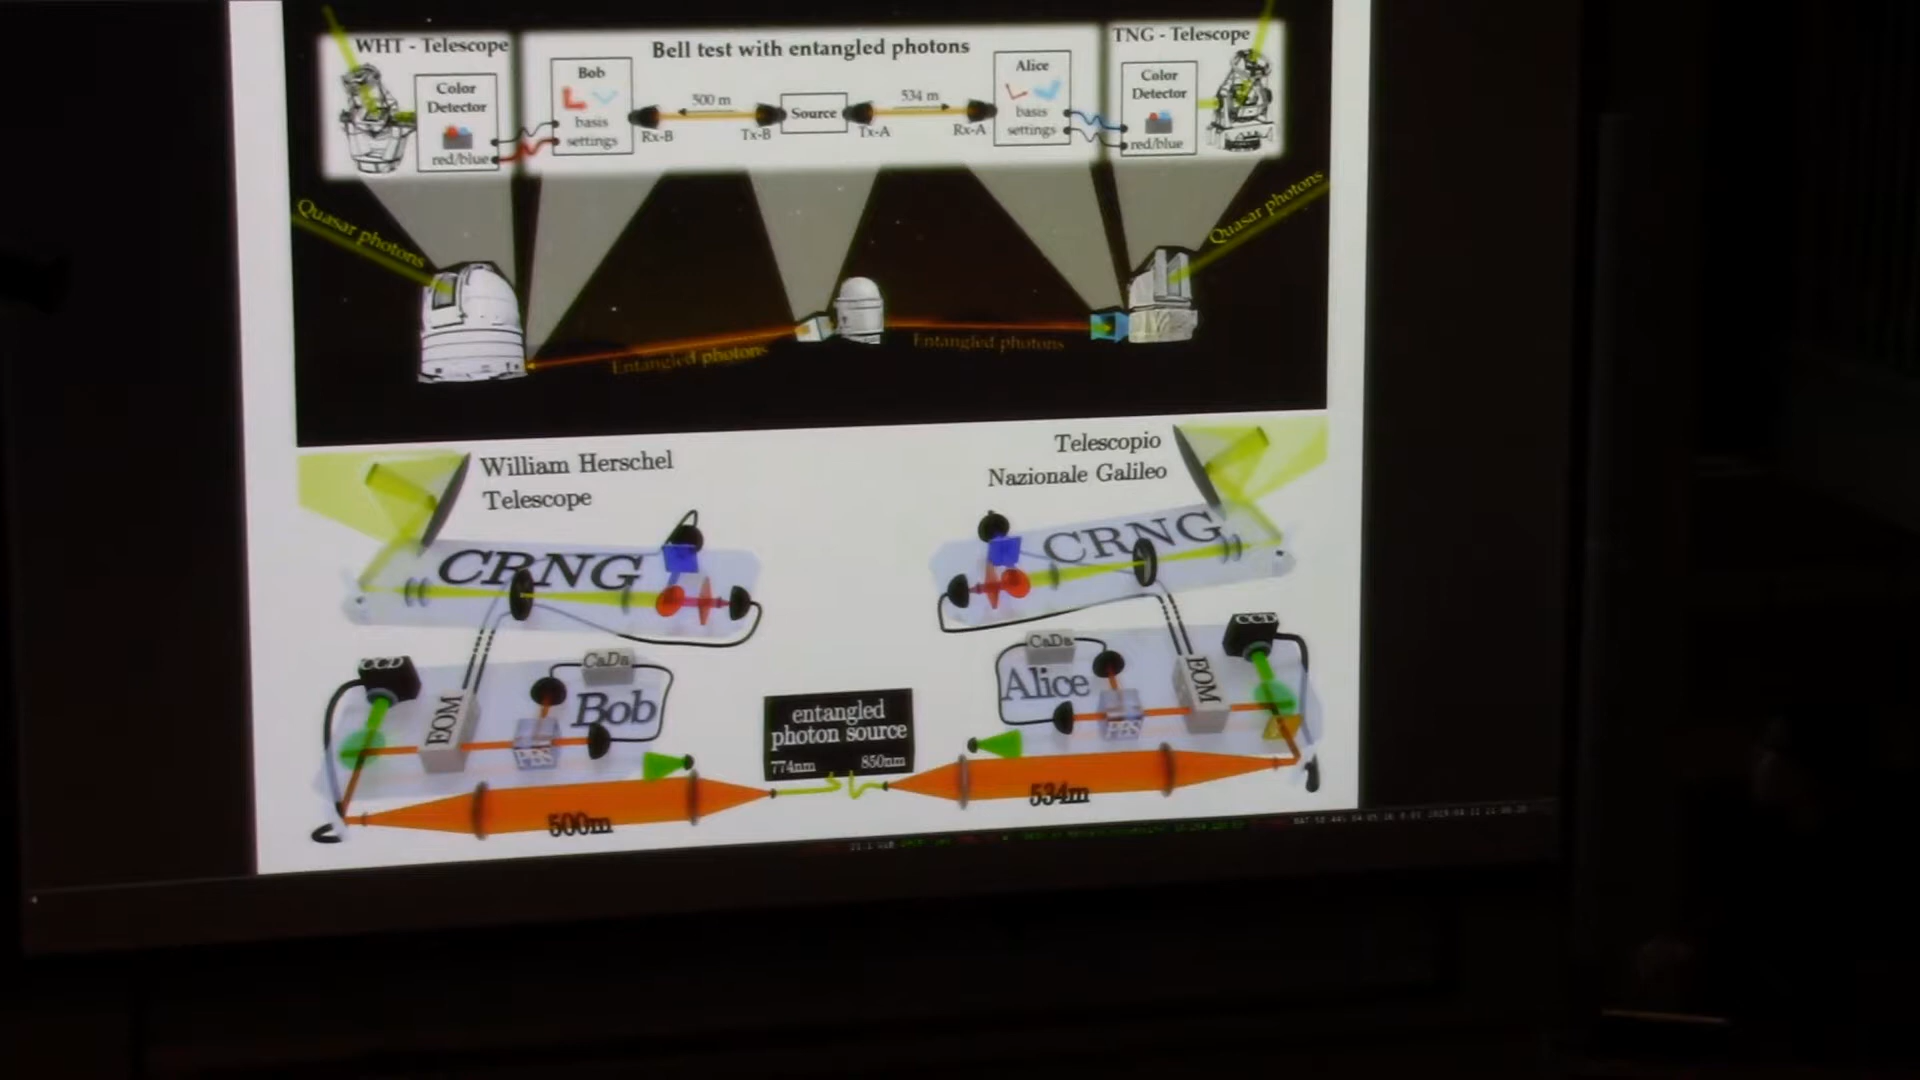 WHT - Telescope
Bell test with entangled photons
TNG - Telescope
Color
Detector
red/blue
Bob
basis
settings
500 m
Rx-B
Tx-B
Source
534 m
Tx-A
Rx-A
Alice
basis
settings
Color
Detector
red/blue
Quasar photons
Quasar photons
Entangled photons
Entangled photons
William Herschel
Telescope
Telescopio
Nazionale Galileo
CRNG
CRNG
CCD
EOM
CaDa
Bob
PBS
entangled
photon source
774nm
850nm
CaDa
Alice
PBS
EOM
CCD
500m
534m